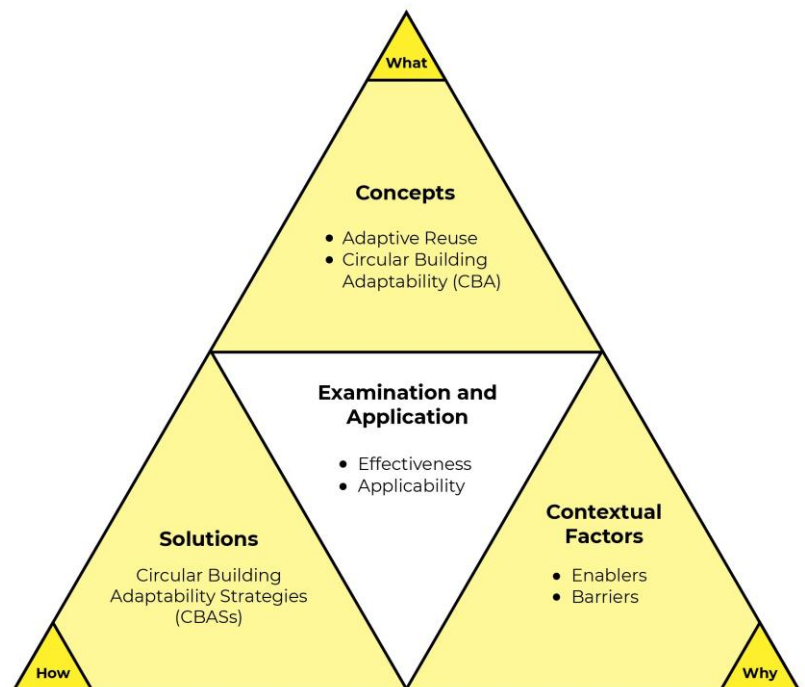 What
Concepts
• Adaptive Reuse
• Circular Building
Adaptability (CBA)
Examination and
Application
• Effectiveness
• Applicability
Solutions
Circular Building
Adaptability Strategies
(CBASs)
Contextual
Factors
• Enablers
• Barriers
How
Why